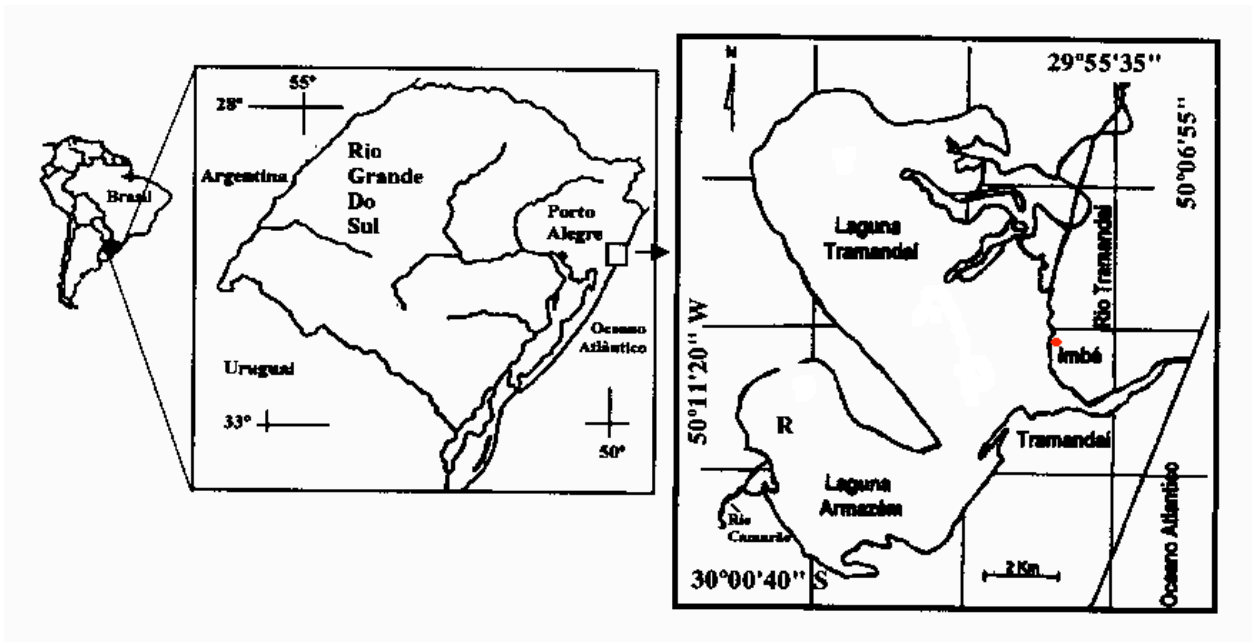 Brasil
55°
28°
Argentina
Rio
Grande
Do
Sul
Porto
Alegre
Oceano
Atlântico
Uruguai
33°
50°
N
29°55'35"
50°06'55"
Laguna
Tramandaí
Rio Tramandaí
Imbé
50°11'20" W
R
Tramandaí
Laguna
Armazém
Rio
Camarão
30°00'40" S
2 Km
Oceano Atlantico